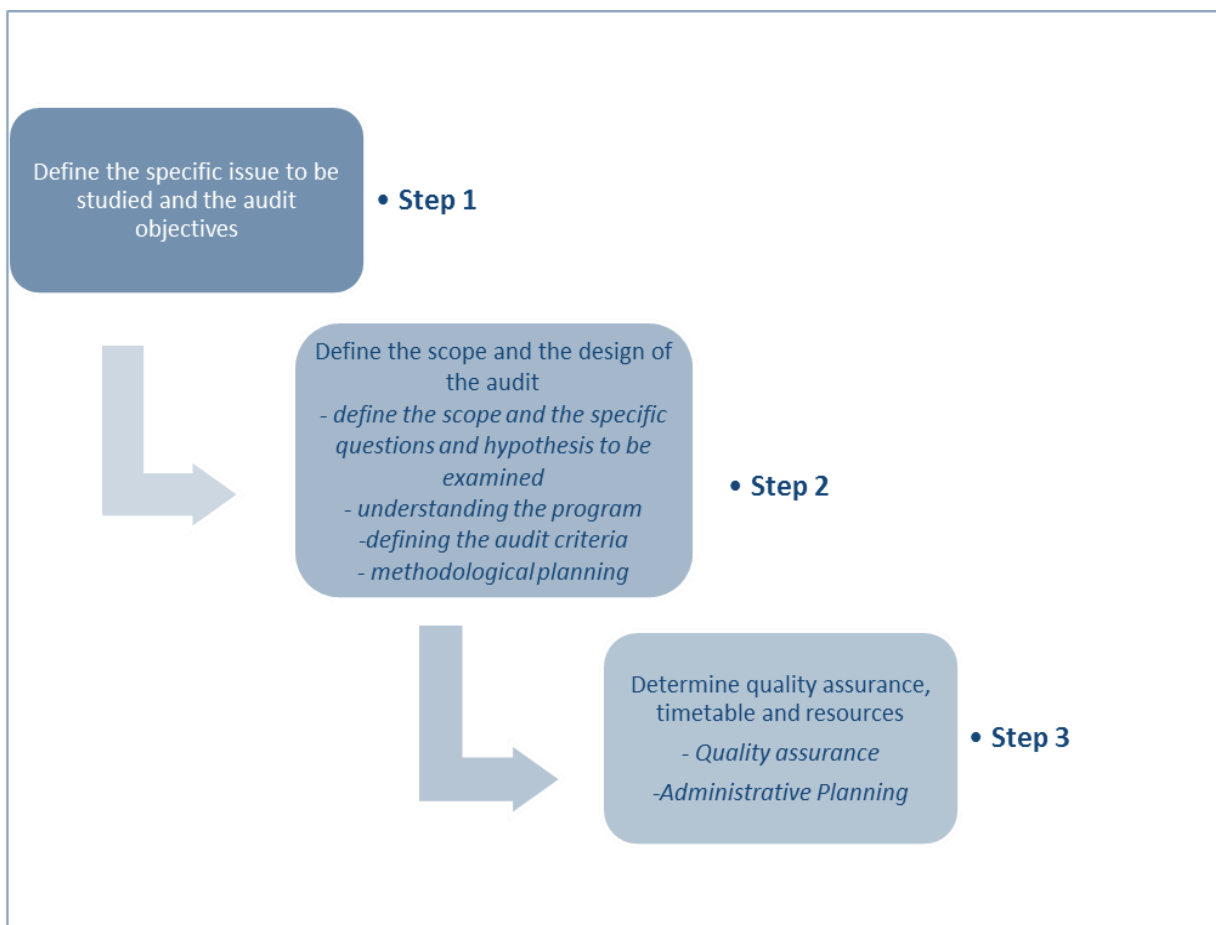 Define the specific issue to be
studied and the audit
objectives
• Step 1
Define the scope and the design of
the audit
- define the scope and the specific
questions and hypothesis to be
examined
- understanding the program
-defining the audit criteria
- methodological planning
• Step 2
Determine quality assurance,
timetable and resources
- Quality assurance
-Administrative Planning
• Step 3